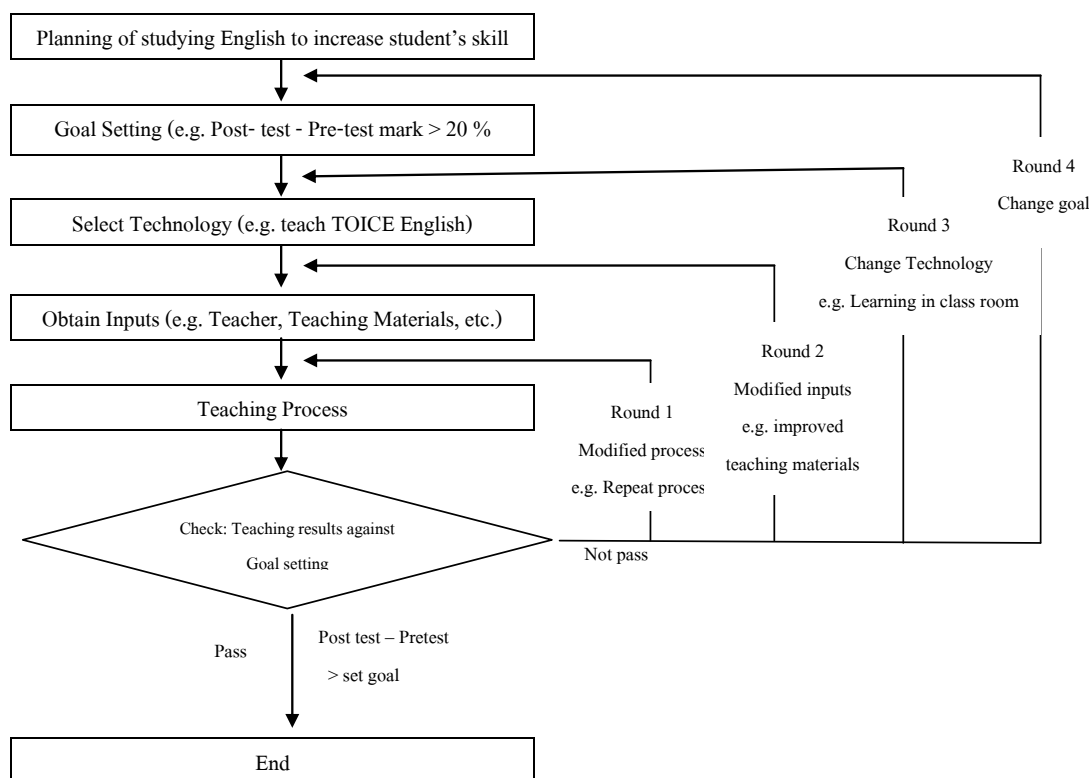 Planning of studying English to increase student’s skill
Goal Setting (e.g. Post- test - Pre-test mark > 20 %
Round 4
Change goal
Select Technology (e.g. teach TOICE English)
Round 3
Change Technology
e.g. Learning in class room
Obtain Inputs (e.g. Teacher, Teaching Materials, etc.)
Round 2
Modified inputs
e.g. improved
teaching materials
Teaching Process
Round 1
Modified process
e.g. Repeat proces
Check: Teaching results against
Goal setting
Not pass
Pass
Post test – Pretest
> set goal
End